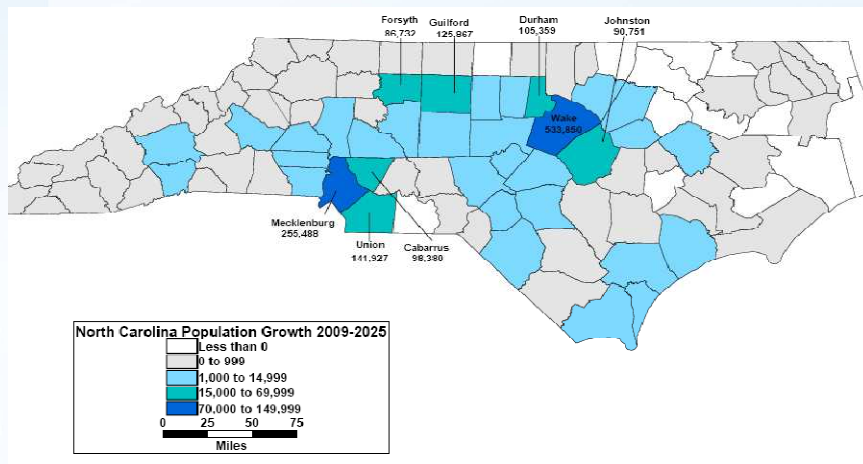 Forsyth
86,732
Guilford
125,867
Durham
105,359
Johnston
90,751
Wake
533,850
Mecklenburg
255,488
Union
141,927
Cabarrus
98,380
North Carolina Population Growth 2009-2025
Less than 0
0 to 999
1,000 to 14,999
15,000 to 69,999
70,000 to 149,999
0 25 50 75
Miles